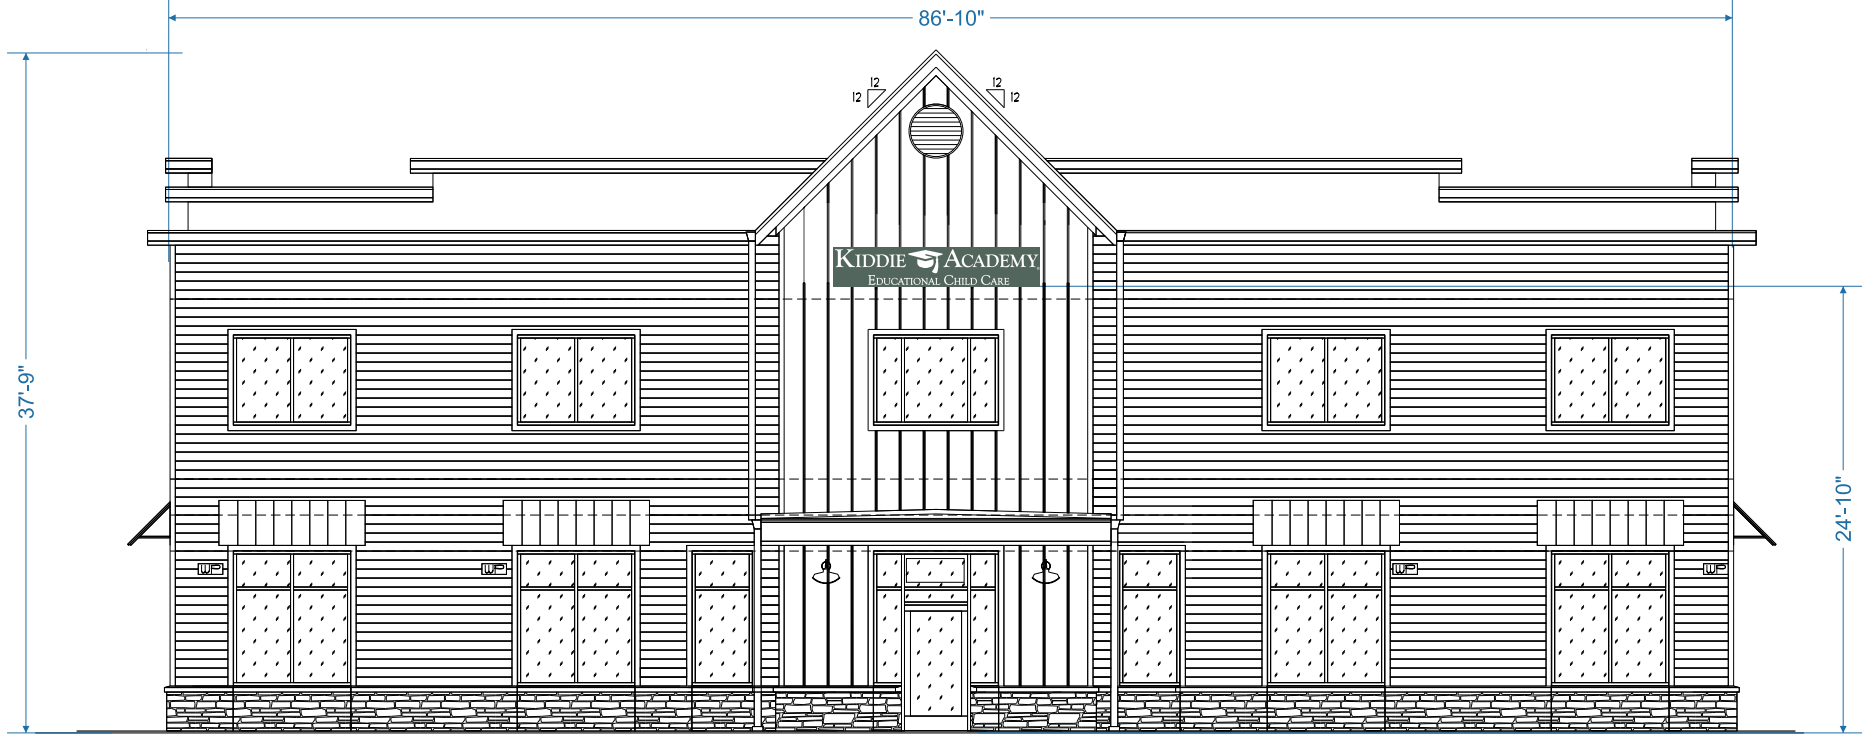 86'-10"
12
12
12
12
KIDDIE ACADEMY
EDUCATIONAL CHILD CARE
37'-9"
24'-10"
WP
WP
WP
WP